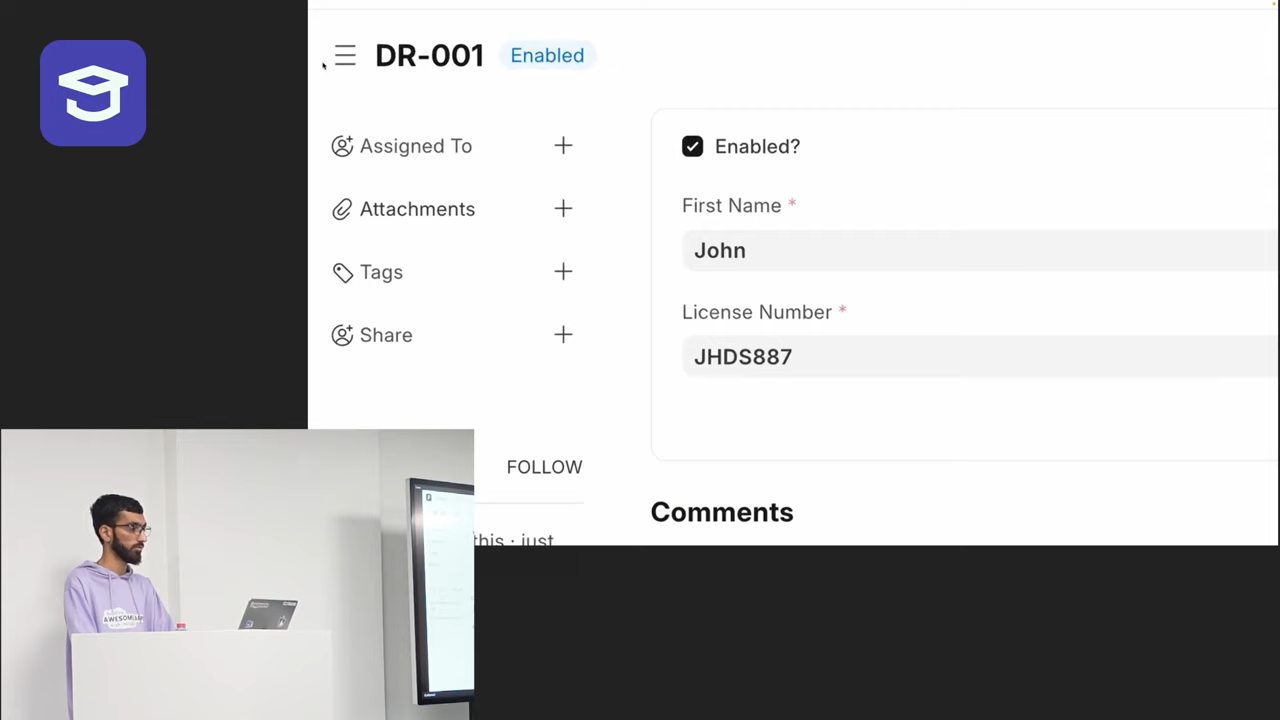 DR-001 Enabled
Assigned To
Attachments
Tags
Share
Enabled?
First Name *
John
License Number *
JHDS887
FOLLOW
this · just
Comments
AWESOM